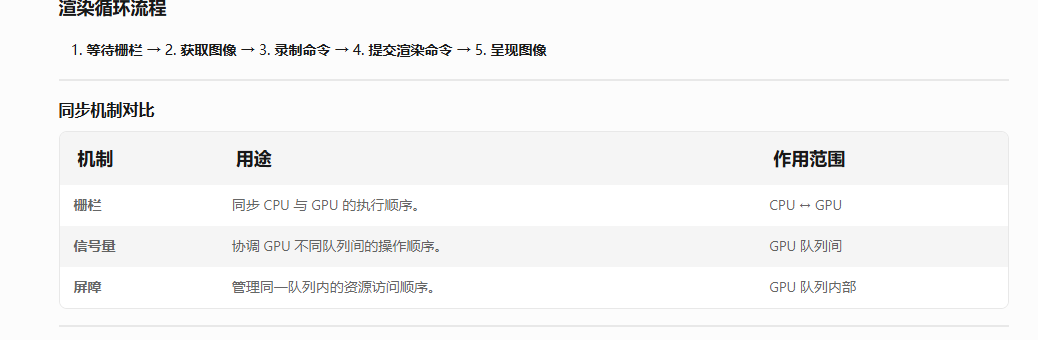 渲染循环流程
1. 等待栅栏 → 2. 获取图像 → 3. 录制命令 → 4. 提交渲染命令 → 5. 呈现图像
同步机制对比
机制 用途 作用范围
栅栏 同步 CPU 与 GPU 的执行顺序。 CPU ↔ GPU
信号量 协调 GPU 不同队列间的操作顺序。 GPU 队列间
屏障 管理同一队列内的资源访问顺序。 GPU 队列内部